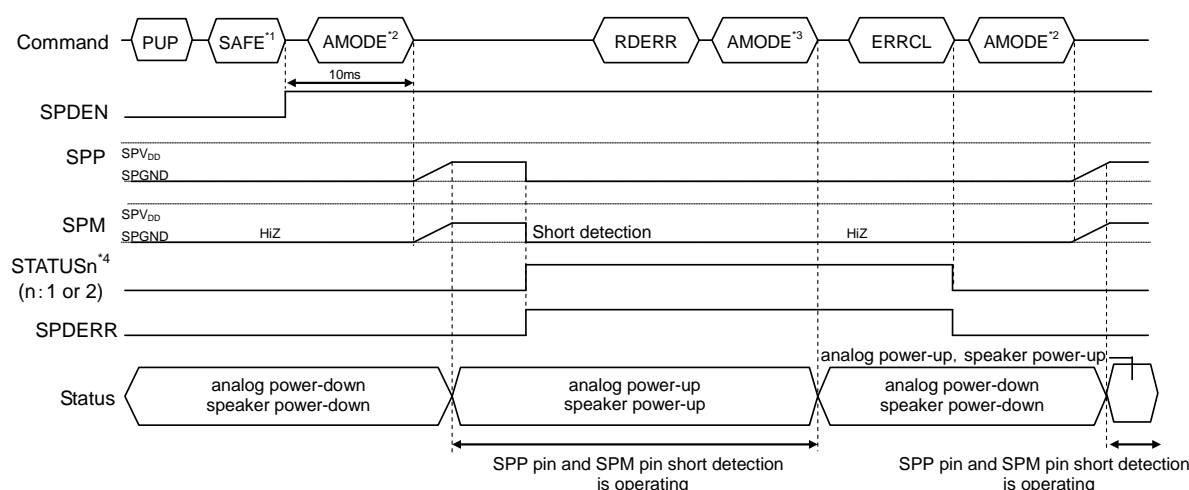 Command PUP SAFE*1 AMODE*2 RDERR AMODE*3 ERRCL AMODE*2
10ms
SPDEN
SPP SPVDD
SPGND
SPM SPVDD
SPGND HiZ Short detection HiZ
STATUSn*4
(n:1 or 2)
SPDERR
analog power-up, speaker power-up
Status analog power-down analog power-up analog power-down
speaker power-down speaker power-up speaker power-down
SPP pin and SPM pin short detection SPP pin and SPM pin short detection
is operating is operating